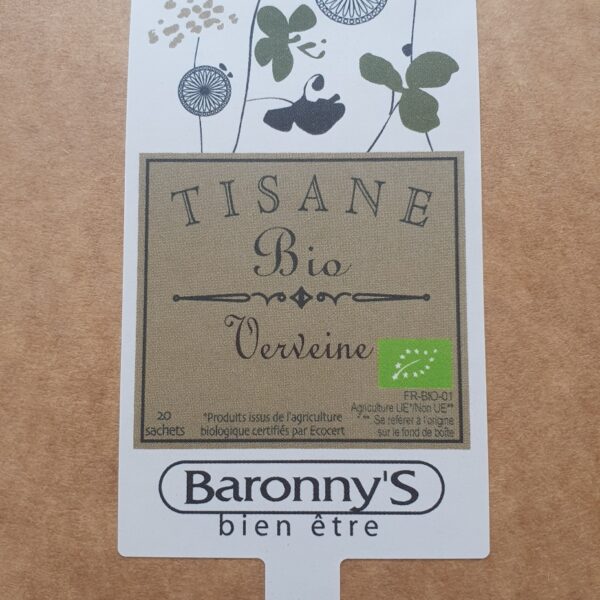 TISANE
Bio
Verveine
FR-BIO-01
Agriculture UE*/Non UE**
*,** Se référer à l'origine
sur le fond de boîte
20
sachets
*Produits issus de l'agriculture
biologique certifiés par Ecocert
Baronny'S
bien être